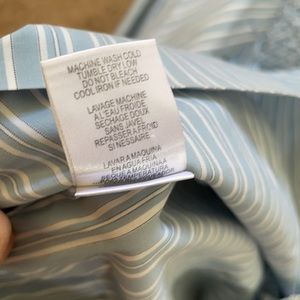 MACHINE WASH COLD
TUMBLE DRY LOW
DO NOT BLEACH
COOL IRON IF NEEDED
LAVAGE MACHINE
A L'EAU FROIDE
SECHAGE DOUX
SANS JAVEL
REPASSER A FROID
SI NECESSAIRE
LAVAR A MAQUINA
EN AGUA FRIA